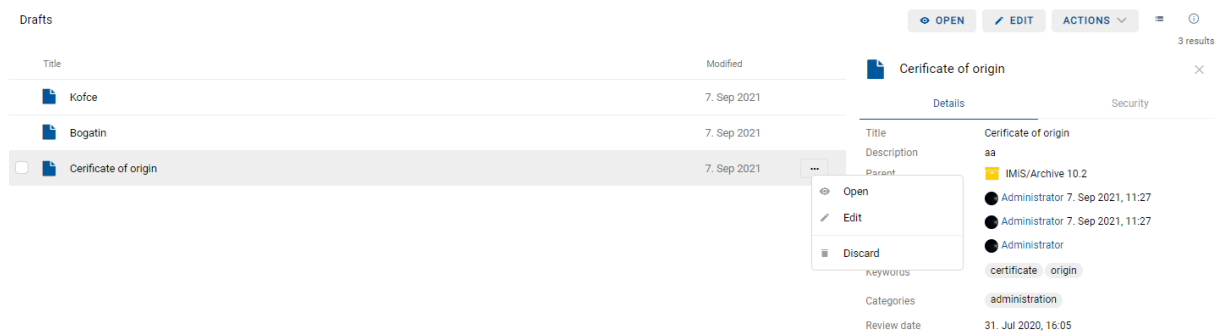 Drafts
OPEN
EDIT
ACTIONS
3 results
Title
Modified
Kofce
7. Sep 2021
Bogatin
7. Sep 2021
Cerificate of origin
7. Sep 2021
...
Open
Edit
Discard
Cerificate of origin
Details
Security
Title
Cerificate of origin
Description
aa
Parent
IMiS/Archive 10.2
Administrator 7. Sep 2021, 11:27
Administrator 7. Sep 2021, 11:27
Administrator
Keywords
certificate
origin
Categories
administration
Review date
31. Jul 2020, 16:05